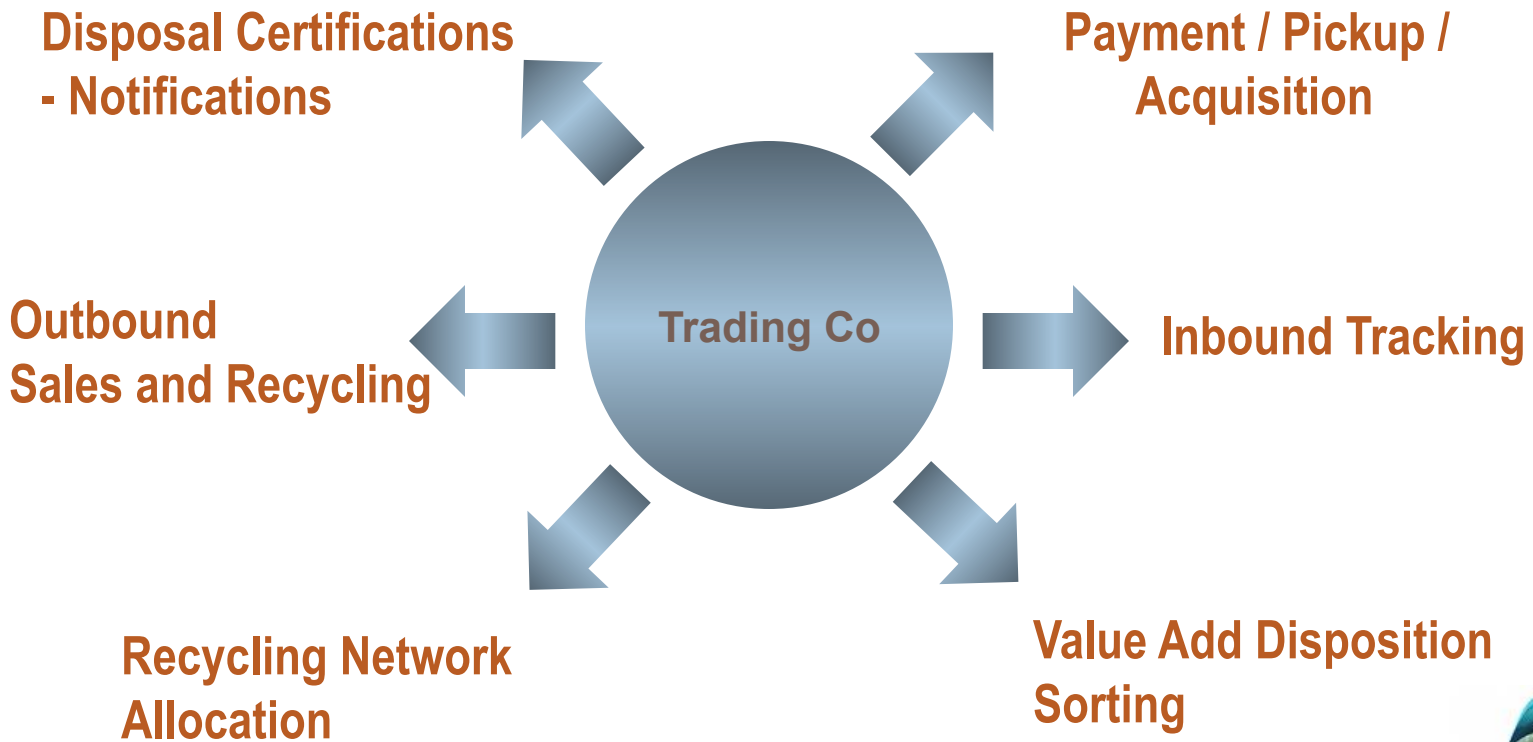 Disposal Certifications
- Notifications
Payment / Pickup /
Acquisition
Outbound
Sales and Recycling
Trading Co
Inbound Tracking
Recycling Network
Allocation
Value Add Disposition
Sorting